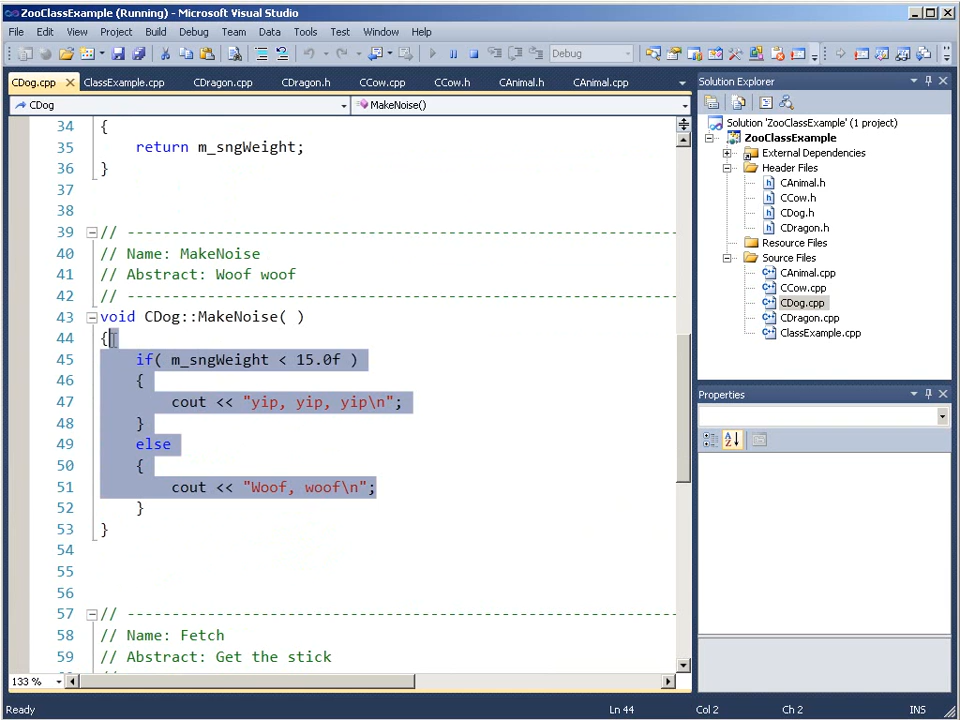 ZooClassExample (Running) - Microsoft Visual Studio
File Edit View Project Build Debug Team Data Tools Test Window Help
Debug
CDog.cpp ClassExample.cpp CDragon.cpp CDragon.h CCow.cpp CCow.h CAnimal.h CAnimal.cpp
CDog MakeNoise()
34 {
35 return m_sngWeight;
36 }
37
38
39 // ----------------------------------------------------------------
40 // Name: MakeNoise
41 // Abstract: Woof woof
42 // ----------------------------------------------------------------
43 void CDog::MakeNoise( )
44 {
45 if( m_sngWeight < 15.0f )
46 {
47 cout << "yip, yip, yip\n";
48 }
49 else
50 {
51 cout << "Woof, woof\n";
52 }
53 }
54
55
56
57 // ----------------------------------------------------------------
58 // Name: Fetch
59 // Abstract: Get the stick
133 %
Solution Explorer
Solution 'ZooClassExample' (1 project)
ZooClassExample
External Dependencies
Header Files
CAnimal.h
CCow.h
CDog.h
CDragon.h
Resource Files
Source Files
CAnimal.cpp
CCow.cpp
CDog.cpp
CDragon.cpp
ClassExample.cpp
Properties
Ready Ln 44 Col 2 Ch 2 INS